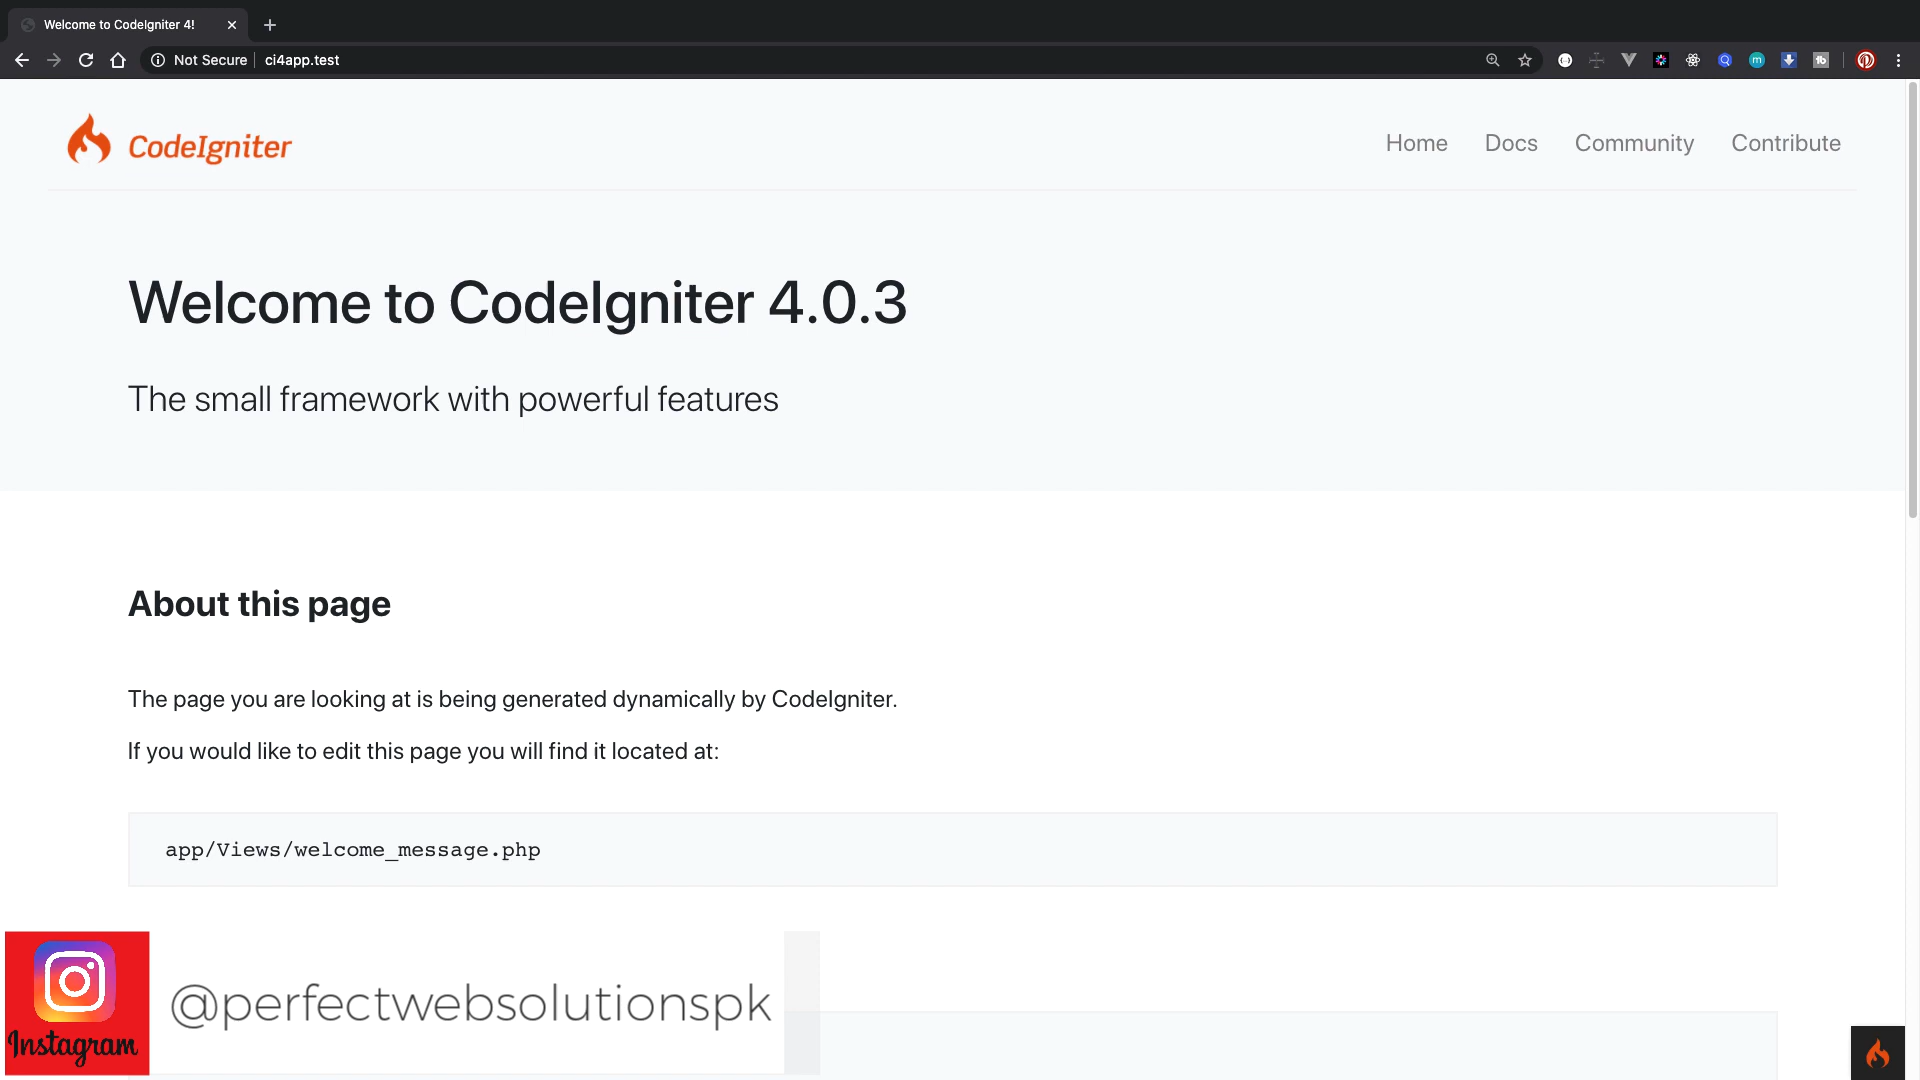 Welcome to CodeIgniter 4!
Not Secure
ci4app.test
CodeIgniter
Home
Docs
Community
Contribute
Welcome to CodeIgniter 4.0.3
The small framework with powerful features
About this page
The page you are looking at is being generated dynamically by CodeIgniter.
If you would like to edit this page you will find it located at:
app/Views/welcome_message.php
Instagram
@perfectwebsolutionspk